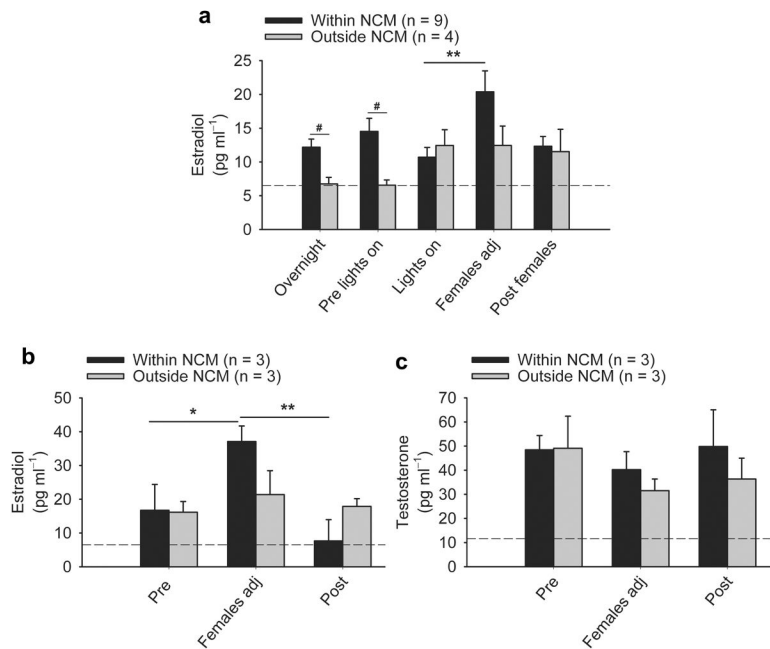 a
Within NCM (n = 9)
Outside NCM (n = 4)
**
#
#
Estradiol
(pg ml⁻¹)
25
20
15
10
5
0
Overnight
Pre lights on
Lights on
Females adj
Post females
b
Within NCM (n = 3)
Outside NCM (n = 3)
*
**
Estradiol
(pg ml⁻¹)
50
40
30
20
10
0
Pre
Females adj
Post
c
Within NCM (n = 3)
Outside NCM (n = 3)
Testosterone
(pg ml⁻¹)
70
60
50
40
30
20
10
0
Pre
Females adj
Post